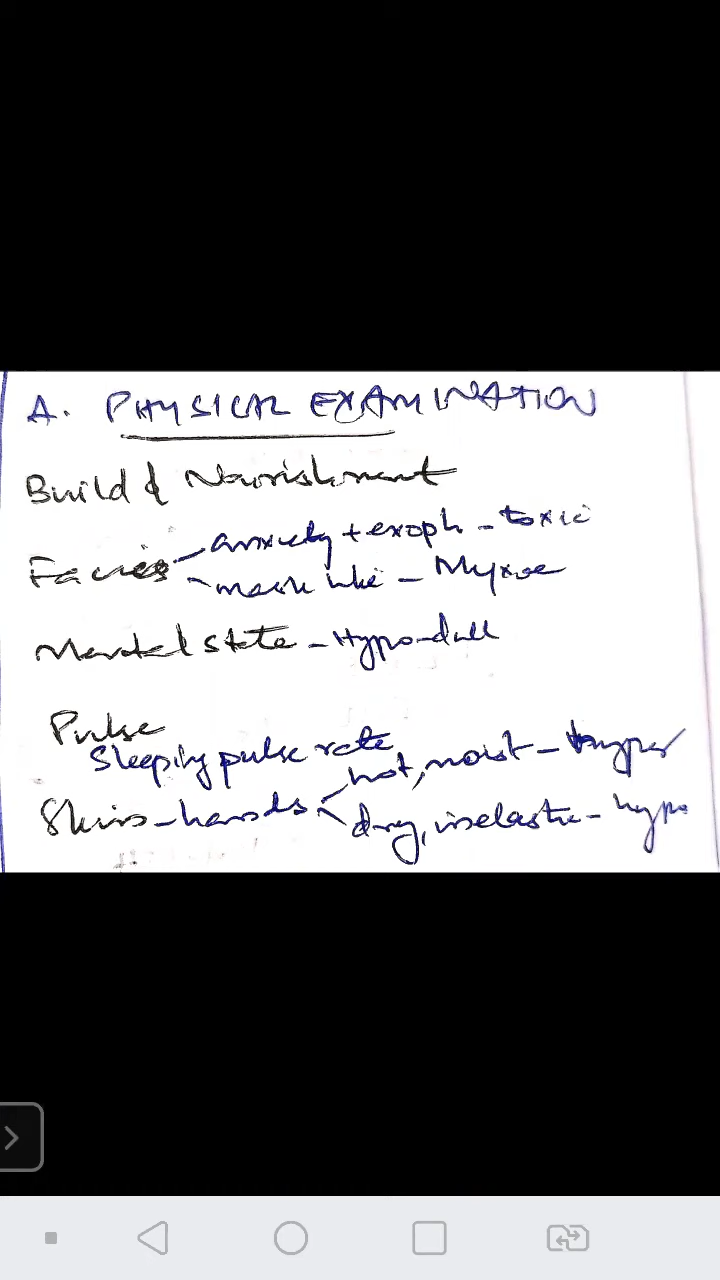 A. PHYSICAL EXAMINATION
Build & Nourishment
Facies - anxiety + exoph - toxic
- mask like - Myxoe
Mental state - Hypo-dull
Pulse
Sleeping pulse rate
hot, moist - hyper
Skin - hands
dry, inelastic - hypo